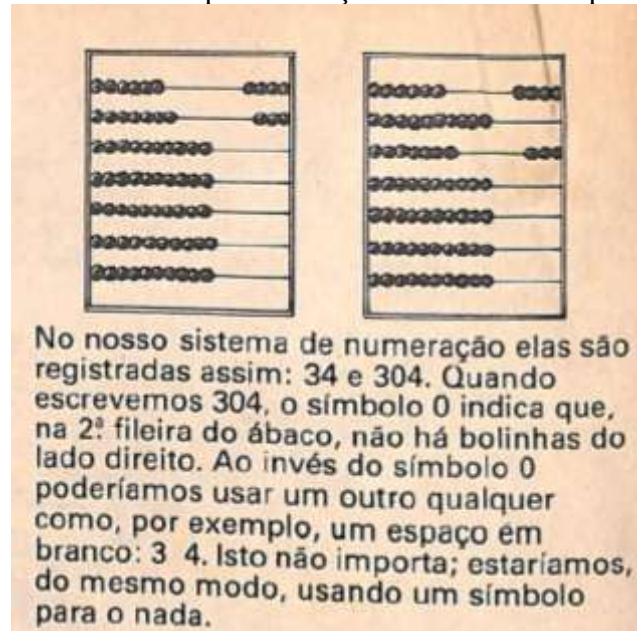 No nosso sistema de numeração elas são
registradas assim: 34 e 304. Quando
escrevemos 304, o símbolo 0 indica que,
na 2ª fileira do ábaco, não há bolinhas do
lado direito. Ao invés do símbolo 0
poderíamos usar um outro qualquer
como, por exemplo, um espaço em
branco: 3 4. Isto não importa; estaríamos,
do mesmo modo, usando um símbolo
para o nada.